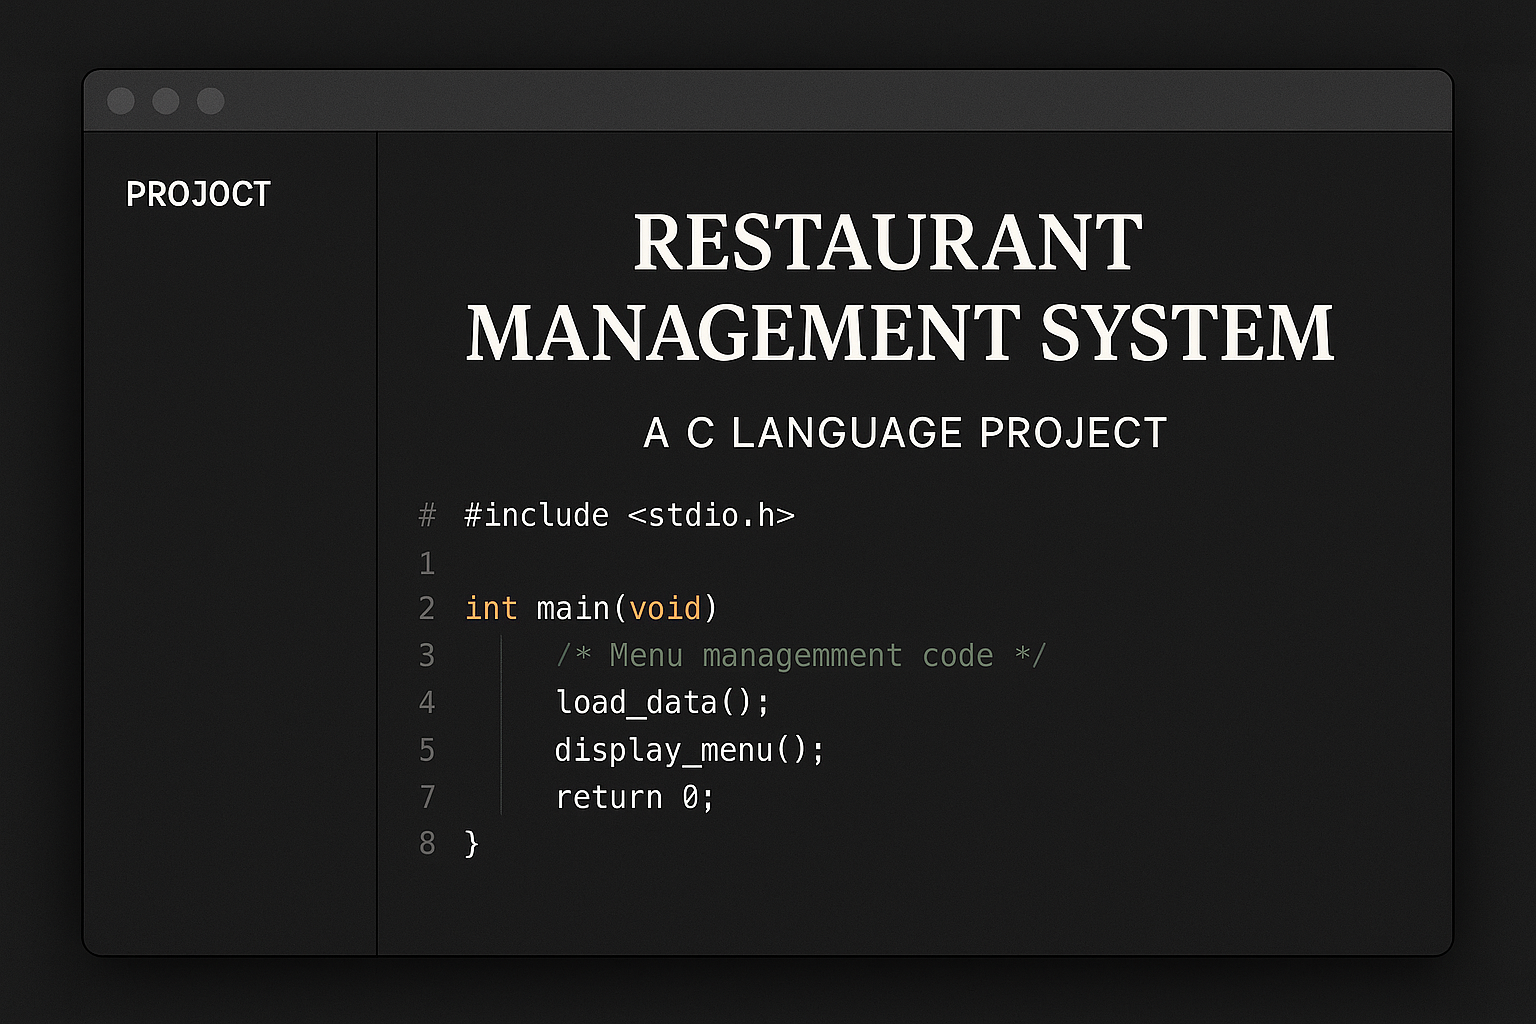 PROJOCT
RESTAURANT
MANAGEMENT SYSTEM
A C LANGUAGE PROJECT
# #include <stdio.h>
1
2 int main(void)
3 /* Menu managemment code */
4 load_data();
5 display_menu();
7 return 0;
8 }